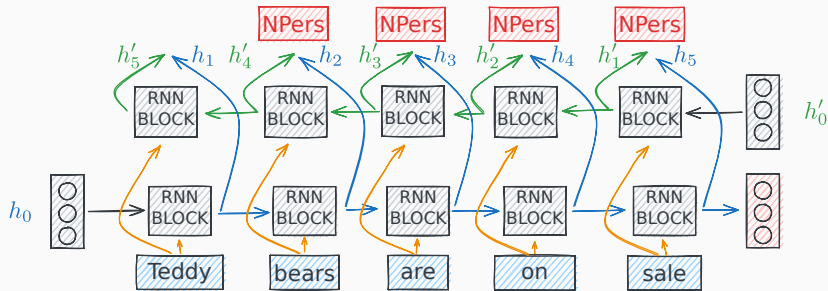 NPers NPers NPers NPers
h′₅ h₁ h′₄ h₂ h′₃ h₃ h′₂ h₄ h′₁ h₅
RNN BLOCK RNN BLOCK RNN BLOCK RNN BLOCK RNN BLOCK h′₀
h₀ RNN BLOCK RNN BLOCK RNN BLOCK RNN BLOCK RNN BLOCK
Teddy bears are on sale